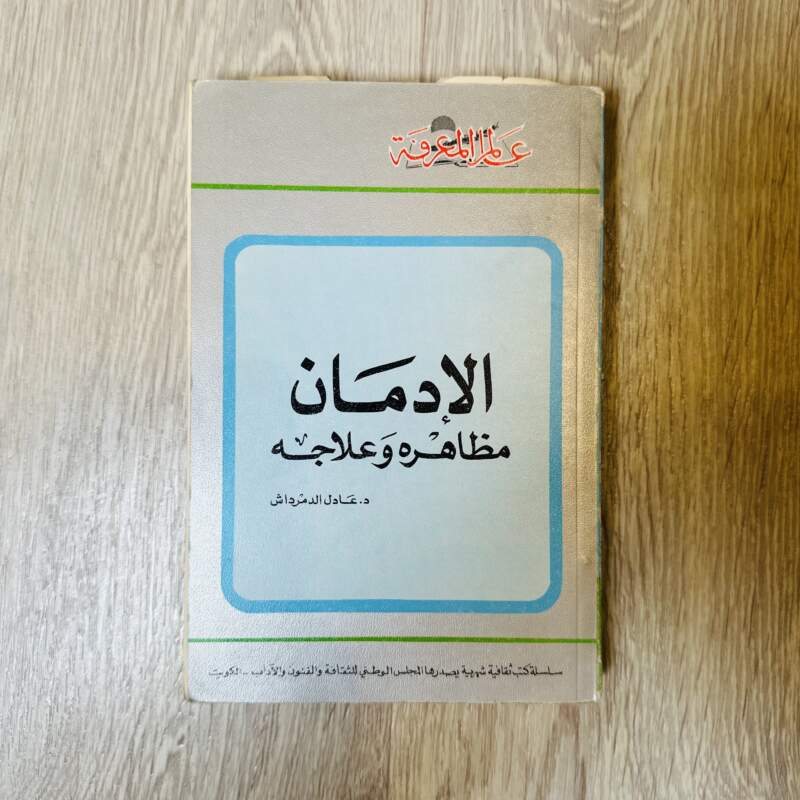 عالم المعرفة
الإدمان
مظاهره وعلاجه
د. عادل الدمرداش
سلسلة كتب ثقافية شهرية يصدرها المجلس الوطني للثقافة والفنون والآداب - الكويت